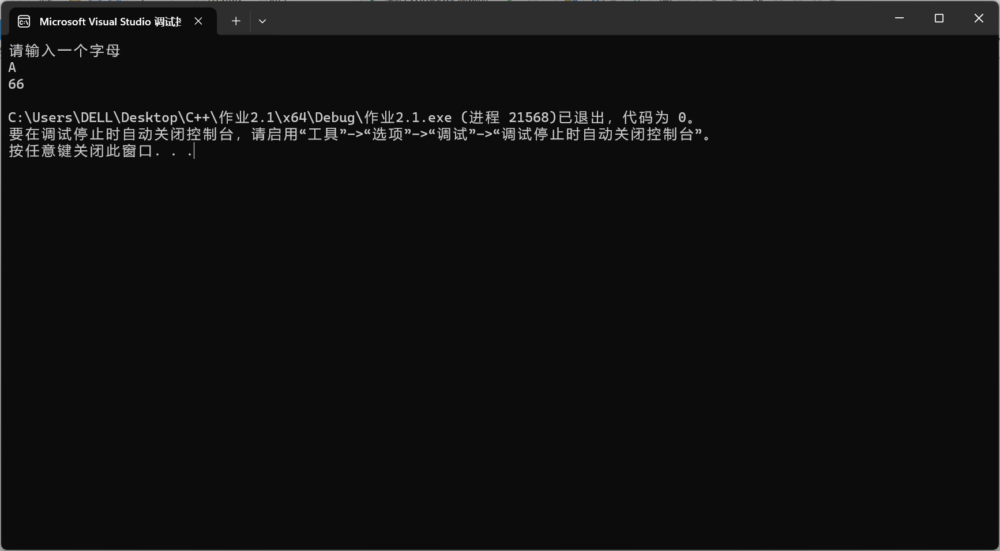 Microsoft Visual Studio 调试
请输入一个字母
A
66
C:\Users\DELL\Desktop\C++\作业2.1\x64\Debug\作业2.1.exe (进程 21568)已退出，代码为 0。
要在调试停止时自动关闭控制台，请启用“工具”->“选项”->“调试”->“调试停止时自动关闭控制台”。
按任意键关闭此窗口. . .